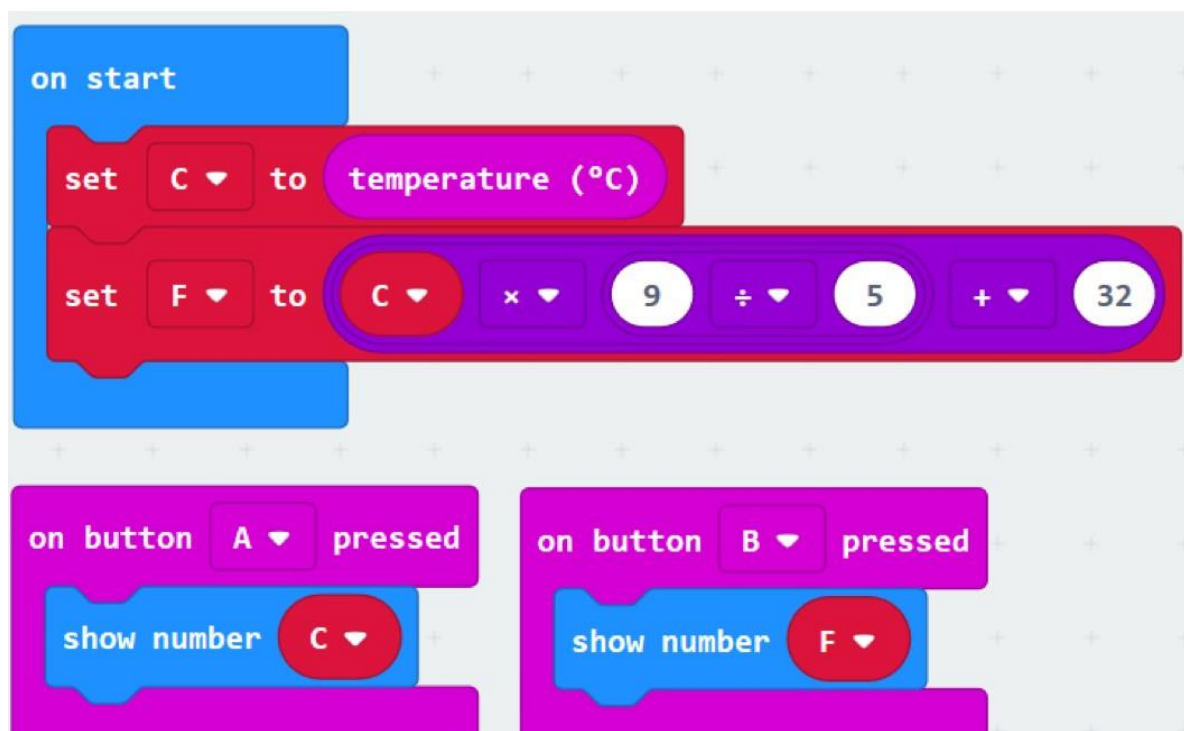 on start
set C to temperature (°C)
set F to C × 9 ÷ 5 + 32
on button A pressed
show number C
on button B pressed
show number F